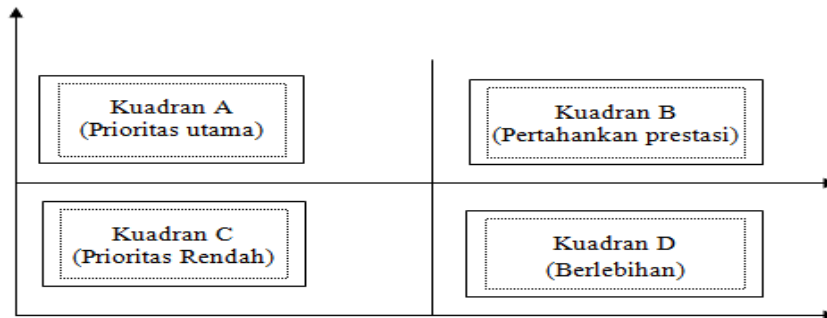 Kuadran A
(Prioritas utama)
Kuadran B
(Pertahankan prestasi)
Kuadran C
(Prioritas Rendah)
Kuadran D
(Berlebihan)